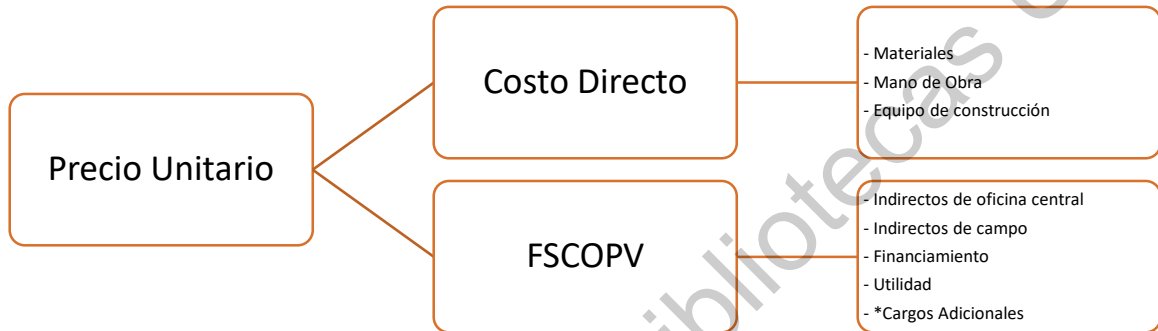 Precio Unitario
Costo Directo
- Materiales
- Mano de Obra
- Equipo de construcción
FSCOPV
- Indirectos de oficina central
- Indirectos de campo
- Financiamiento
- Utilidad
- *Cargos Adicionales
ibliotecas